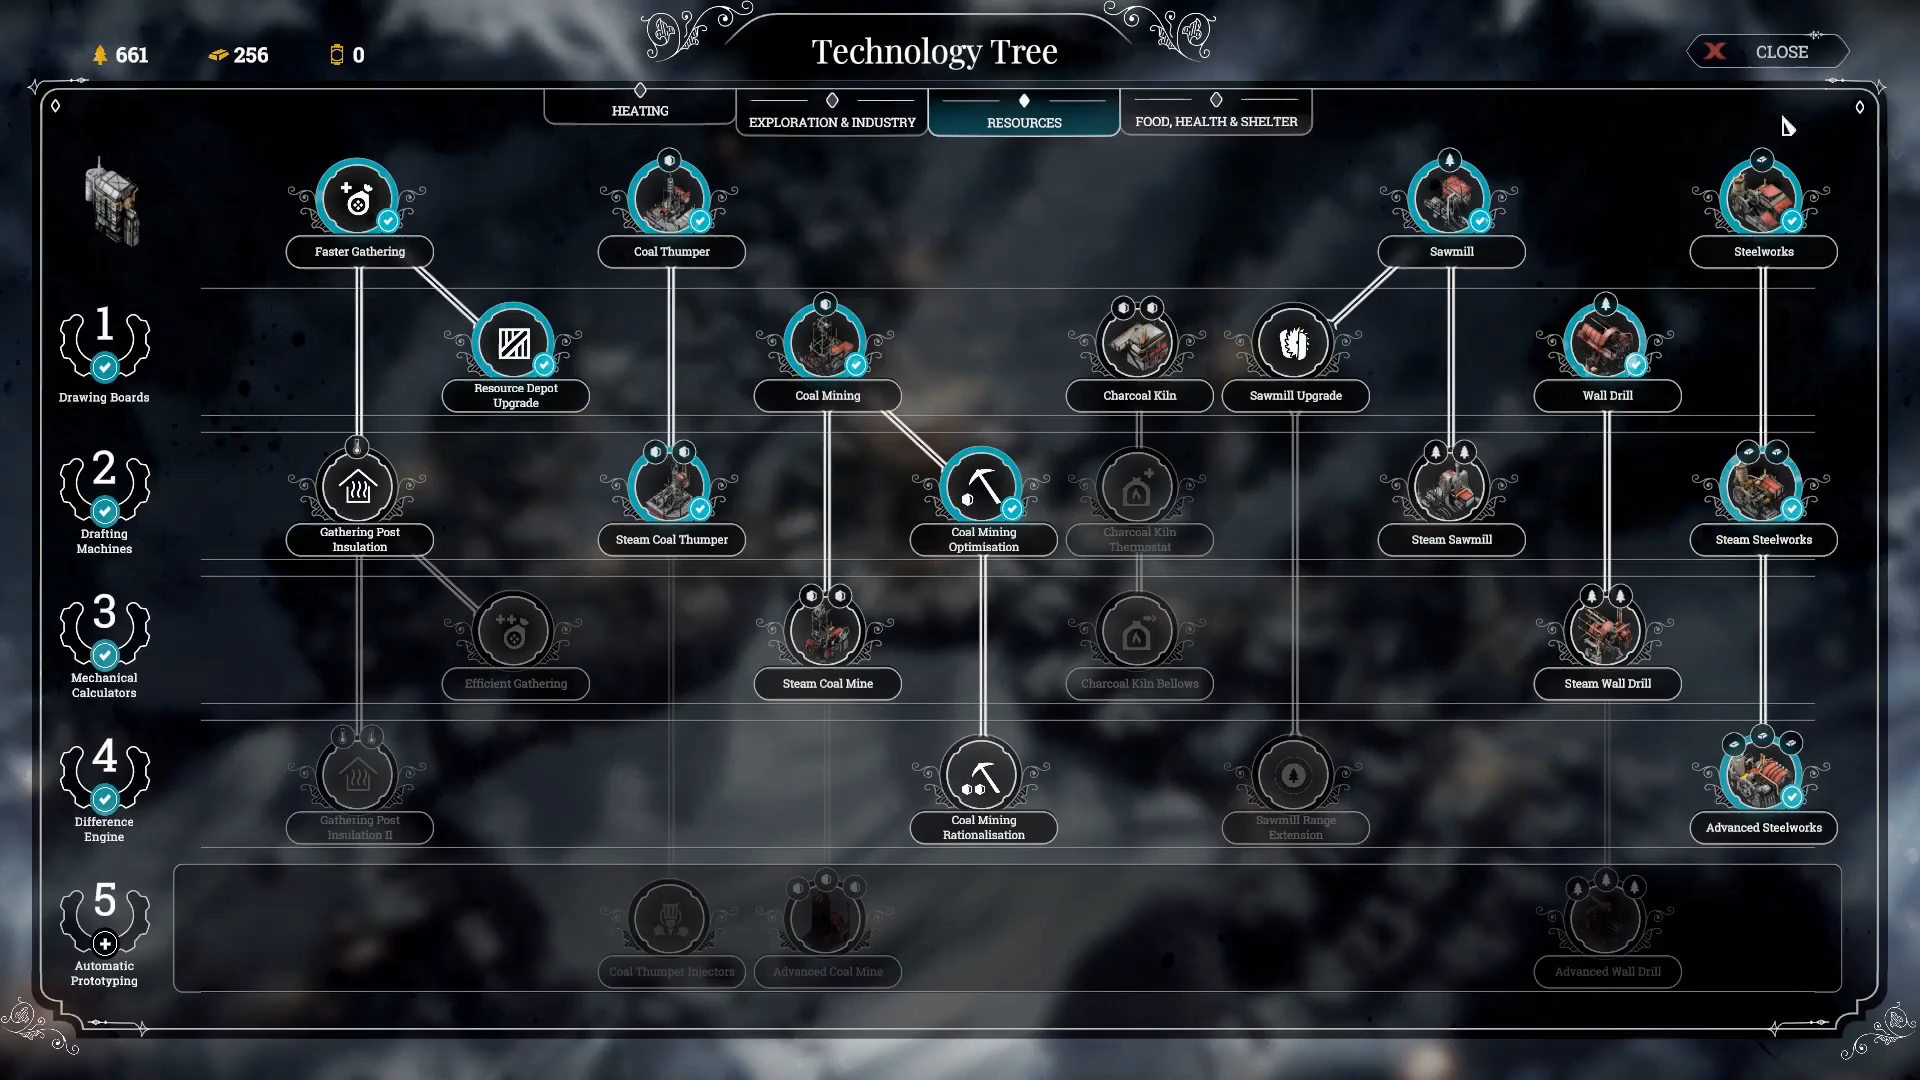 661
256
0
Technology Tree
CLOSE
HEATING
EXPLORATION & INDUSTRY
RESOURCES
FOOD, HEALTH & SHELTER
Faster Gathering
Coal Thumper
Sawmill
Steelworks
1
Drawing Boards
Resource Depot
Upgrade
Coal Mining
Charcoal Kiln
Sawmill Upgrade
Wall Drill
2
Drafting
Machines
Gathering Post
Insulation
Steam Coal Thumper
Coal Mining
Optimisation
Charcoal Kiln
Thermostat
Steam Sawmill
Steam Steelworks
3
Mechanical
Calculators
Efficient Gathering
Steam Coal Mine
Charcoal Kiln Bellows
Steam Wall Drill
4
Difference
Engine
Gathering Post
Insulation II
Coal Mining
Rationalisation
Sawmill Range
Extension
Advanced Steelworks
5
Automatic
Prototyping
Coal Thumper Injectors
Advanced Coal Mine
Advanced Wall Drill